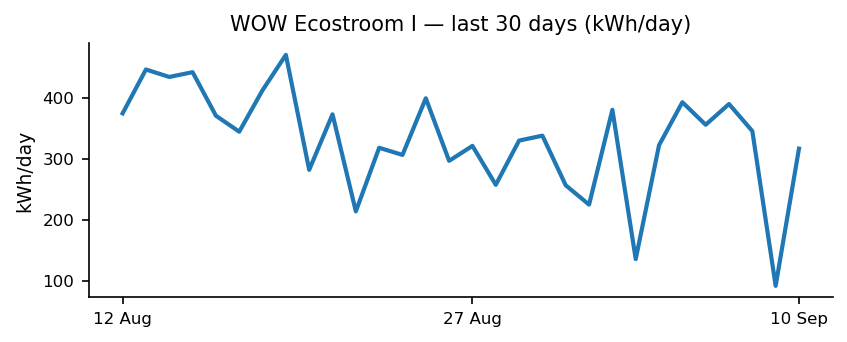 WOW Ecostroom I — last 30 days (kWh/day)
kWh/day
400
300
200
100
12 Aug
27 Aug
10 Sep